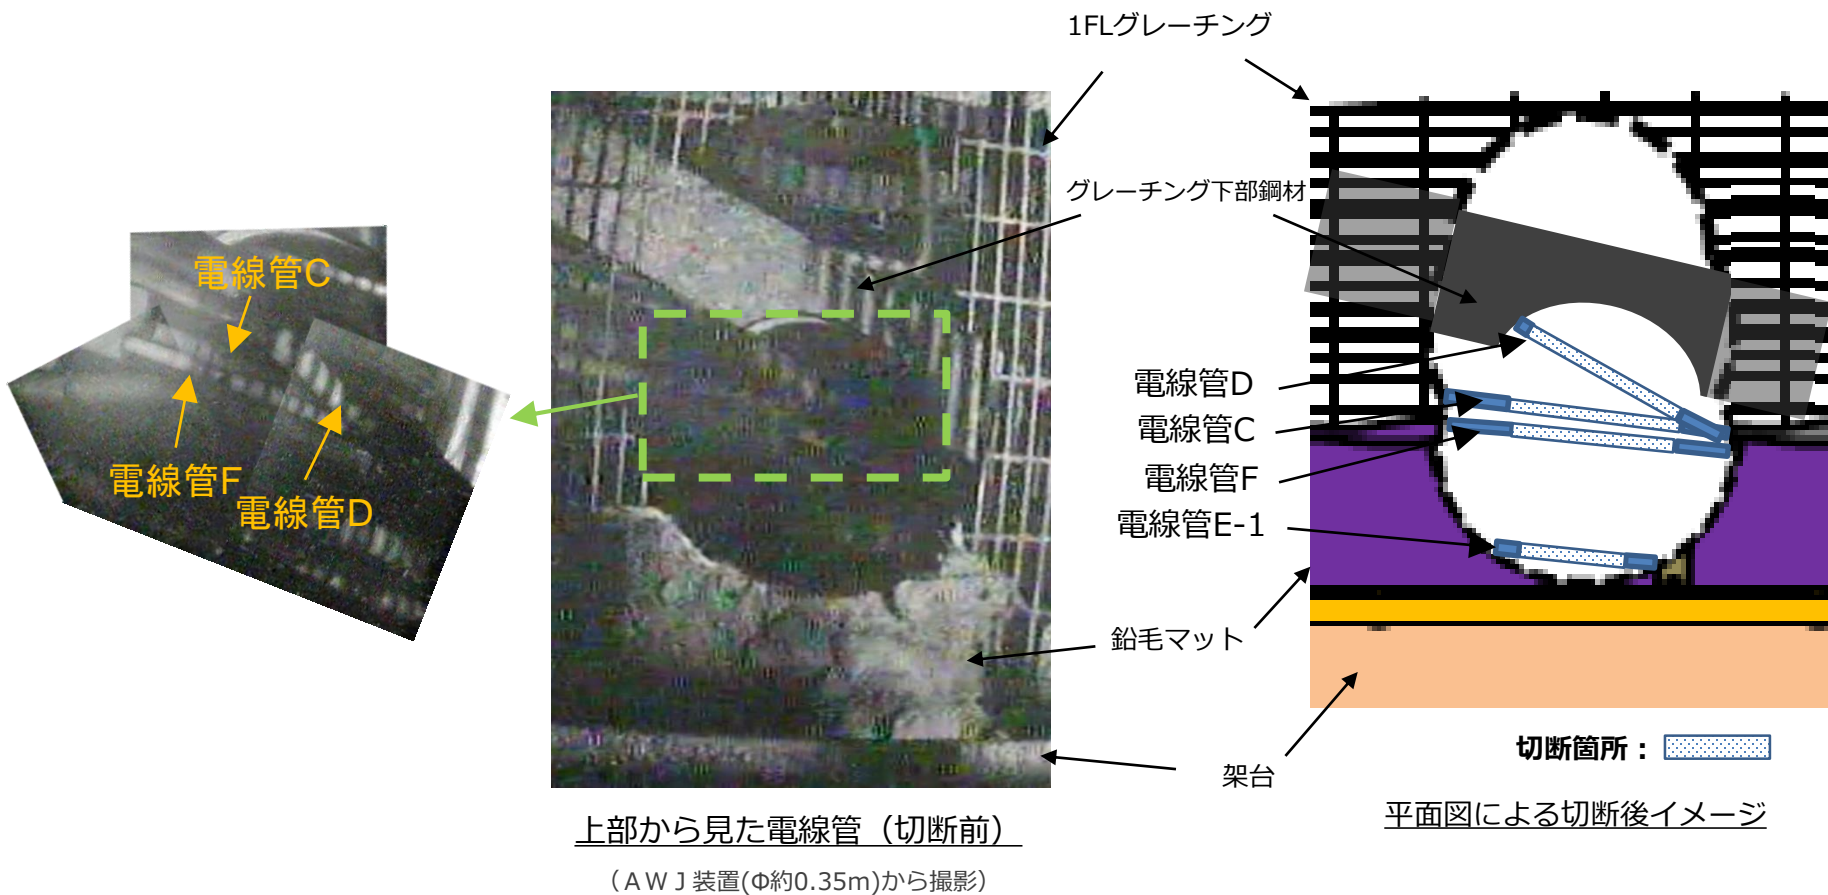 1FLグレーチング
グレーチング下部鋼材
電線管C
電線管F
電線管D
電線管D
電線管C
電線管F
電線管E-1
鉛毛マット
架台
切断箇所：
上部から見た電線管（切断前）
（ＡＷＪ装置(Φ約0.35m)から撮影）
平面図による切断後イメージ